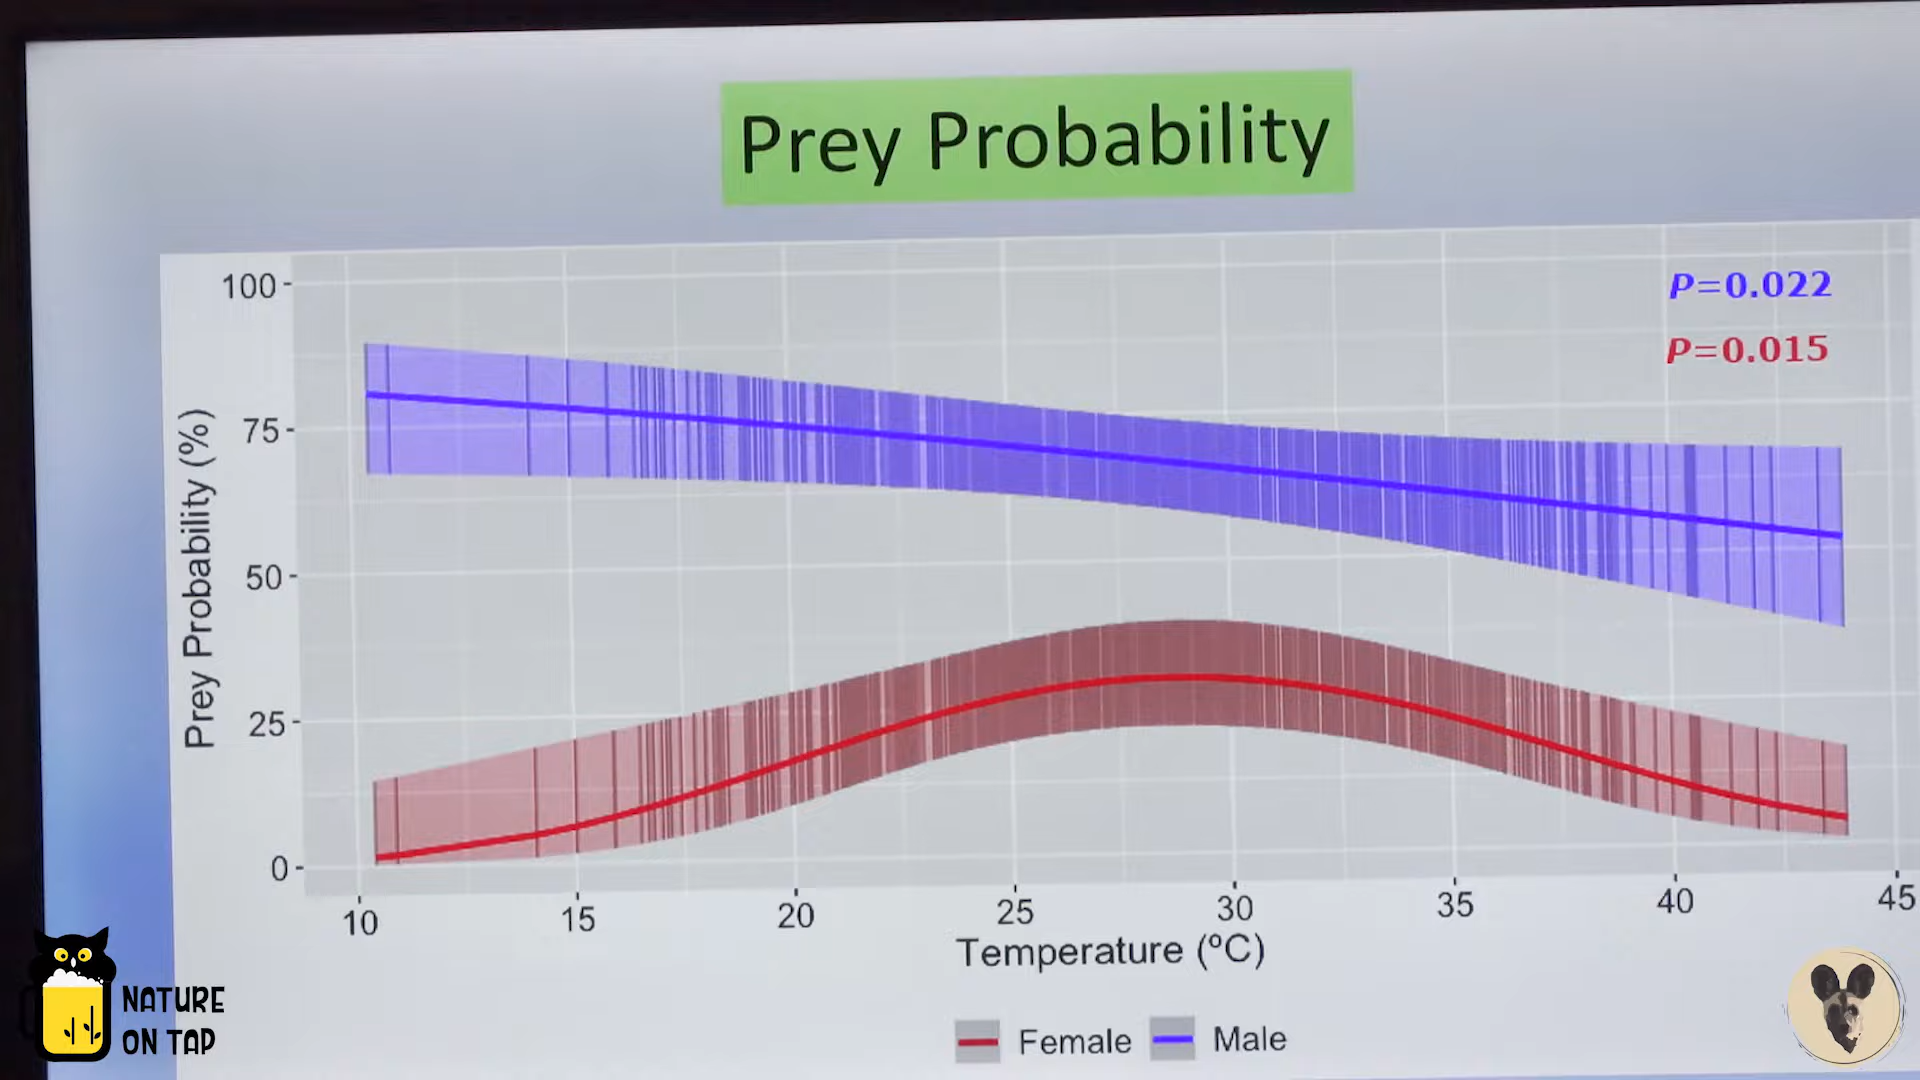 Prey Probability
P=0.022
P=0.015
Prey Probability (%)
100
75
50
25
0
10 15 20 25 30 35 40 45
Temperature (ºC)
Female Male
NATURE
ON TAP